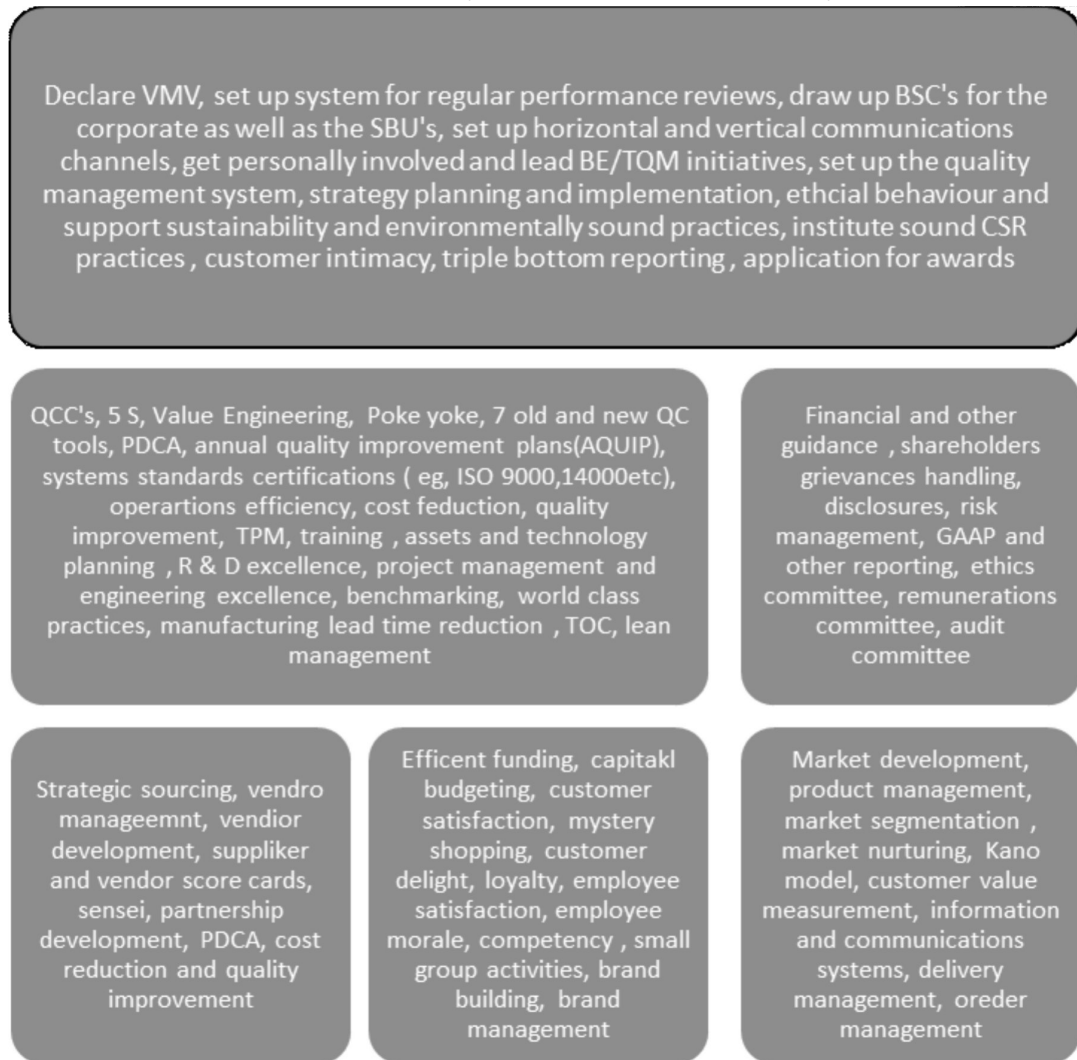 Declare VMV, set up system for regular performance reviews, draw up BSC's for the
corporate as well as the SBU's, set up horizontal and vertical communications
channels, get personally involved and lead BE/TQM initiatives, set up the quality
management system, strategy planning and implementation, ethcial behaviour and
support sustainability and environmentally sound practices, institute sound CSR
practices , customer intimacy, triple bottom reporting , application for awards
QCC's, 5 S, Value Engineering, Poke yoke, 7 old and new QC
tools, PDCA, annual quality improvement plans(AQUIP),
systems standards certifications ( eg, ISO 9000,14000etc),
operartions efficiency, cost feduction, quality
improvement, TPM, training , assets and technology
planning , R & D excellence, project management and
engineering excellence, benchmarking, world class
practices, manufacturing lead time reduction , TOC, lean
management
Financial and other
guidance , shareholders
grievances handling,
disclosures, risk
management, GAAP and
other reporting, ethics
committee, remunerations
committee, audit
committee
Strategic sourcing, vendro
manageemnt, vendior
development, suppliker
and vendor score cards,
sensei, partnership
development, PDCA, cost
reduction and quality
improvement
Efficent funding, capitakl
budgeting, customer
satisfaction, mystery
shopping, customer
delight, loyalty, employee
satisfaction, employee
morale, competency , small
group activities, brand
building, brand
management
Market development,
product management,
market segmentation ,
market nurturing, Kano
model, customer value
measurement, information
and communications
systems, delivery
management, oreder
management